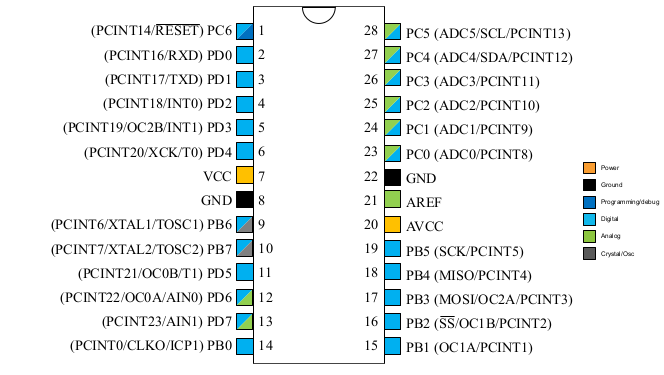 (PCINT14/RESET) PC6 1
(PCINT16/RXD) PD0 2
(PCINT17/TXD) PD1 3
(PCINT18/INT0) PD2 4
(PCINT19/OC2B/INT1) PD3 5
(PCINT20/XCK/T0) PD4 6
VCC 7
GND 8
(PCINT6/XTAL1/TOSC1) PB6 9
(PCINT7/XTAL2/TOSC2) PB7 10
(PCINT21/OC0B/T1) PD5 11
(PCINT22/OC0A/AIN0) PD6 12
(PCINT23/AIN1) PD7 13
(PCINT0/CLKO/ICP1) PB0 14
28 PC5 (ADC5/SCL/PCINT13)
27 PC4 (ADC4/SDA/PCINT12)
26 PC3 (ADC3/PCINT11)
25 PC2 (ADC2/PCINT10)
24 PC1 (ADC1/PCINT9)
23 PC0 (ADC0/PCINT8)
22 GND
21 AREF
20 AVCC
19 PB5 (SCK/PCINT5)
18 PB4 (MISO/PCINT4)
17 PB3 (MOSI/OC2A/PCINT3)
16 PB2 (SS/OC1B/PCINT2)
15 PB1 (OC1A/PCINT1)
Power
Ground
Programming/debug
Digital
Analog
Crystal/Osc